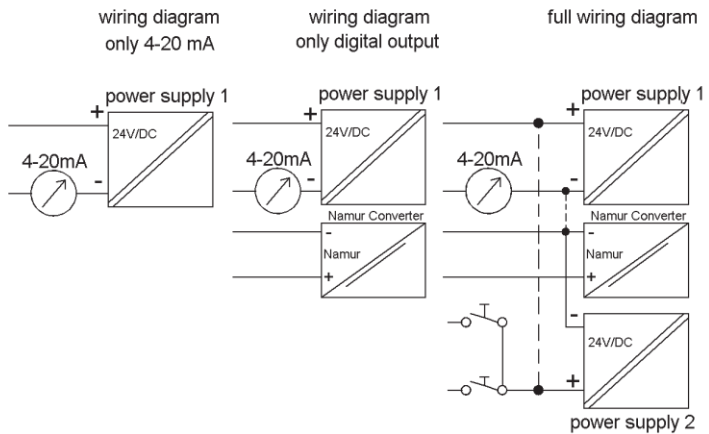 wiring diagram
only 4-20 mA
power supply 1
+
24V/DC
4-20mA
-
wiring diagram
only digital output
power supply 1
+
4-20mA
24V/DC
-
Namur Converter
-
Namur
+
full wiring diagram
power supply 1
+
24V/DC
4-20mA
-
Namur Converter
-
Namur
+
-
24V/DC
+
power supply 2